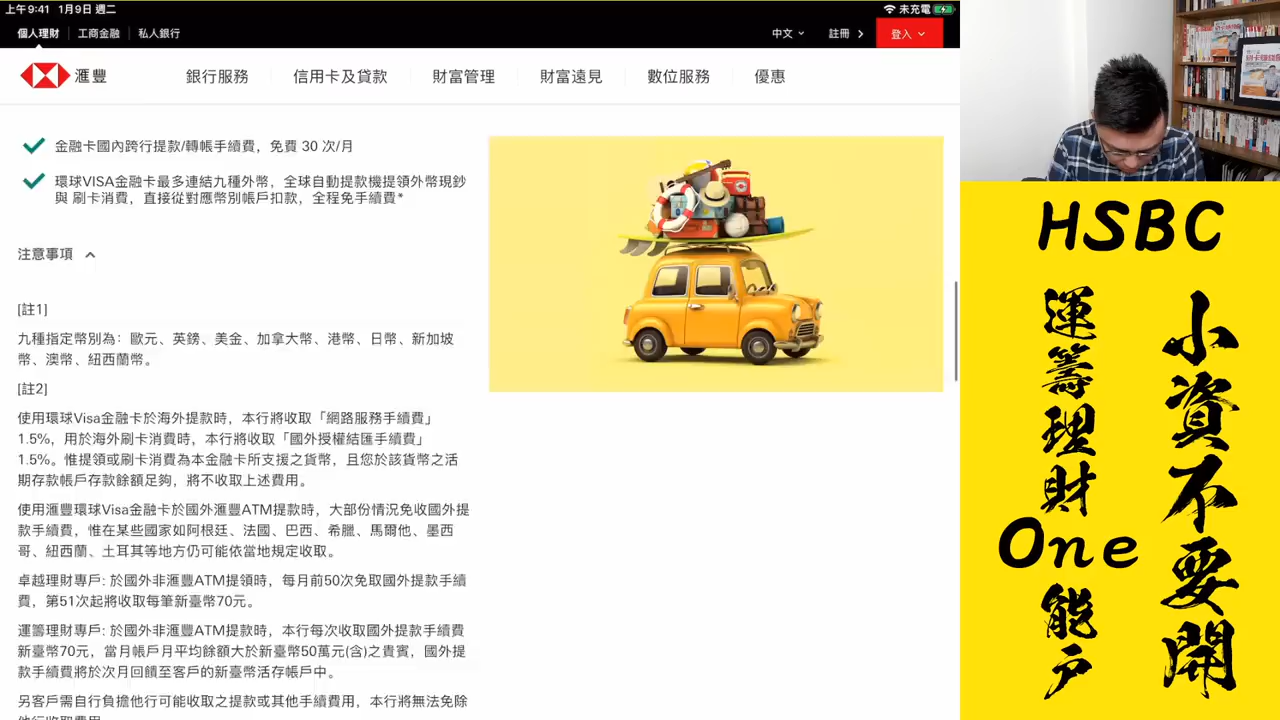 上午9:41 1月9日 週二
未充電
個人理財 工商金融 私人銀行
中文 註冊 登入
滙豐 銀行服務 信用卡及貸款 財富管理 財富遠見 數位服務 優惠
金融卡國內跨行提款/轉帳手續費，免費 30 次/月
環球VISA金融卡最多連結九種外幣，全球自動提款機提領外幣現鈔
與 刷卡消費，直接從對應幣別帳戶扣款，全程免手續費*
注意事項
[註1]
九種指定幣別為：歐元、英鎊、美金、加拿大幣、港幣、日幣、新加坡
幣、澳幣、紐西蘭幣。
[註2]
使用環球Visa金融卡於海外提款時，本行將收取「網路服務手續費」
1.5%，用於海外刷卡消費時，本行將收取「國外授權結匯手續費」
1.5%。惟提領或刷卡消費為本金融卡所支援之貨幣，且您於該貨幣之活
期存款帳戶存款餘額足夠，將不收取上述費用。
使用滙豐環球Visa金融卡於國外滙豐ATM提款時，大部份情況免收國外提
款手續費，惟在某些國家如阿根廷、法國、巴西、希臘、馬爾他、墨西
哥、紐西蘭、土耳其等地方仍可能依當地規定收取。
卓越理財專戶: 於國外非滙豐ATM提領時，每月前50次免取國外提款手續
費，第51次起將收取每筆新臺幣70元。
運籌理財專戶: 於國外非滙豐ATM提款時，本行每次收取國外提款手續費
新臺幣70元，當月帳戶月平均餘額大於新臺幣50萬元(含)之貴賓，國外提
款手續費將於次月回饋至客戶的新臺幣活存帳戶中。
另客戶需自行負擔他行可能收取之提款或其他手續費用，本行將無法免除
他行收取費用
HSBC
運籌理財One能戶
小資不要開